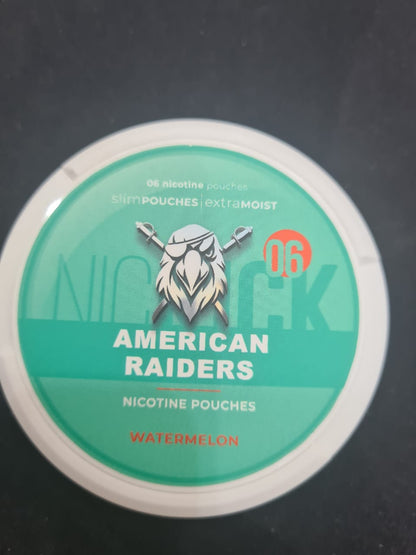 06 nicotine pouches
slimPOUCHES|extraMOIST
06
AMERICAN
RAIDERS
NICOTINE POUCHES
WATERMELON